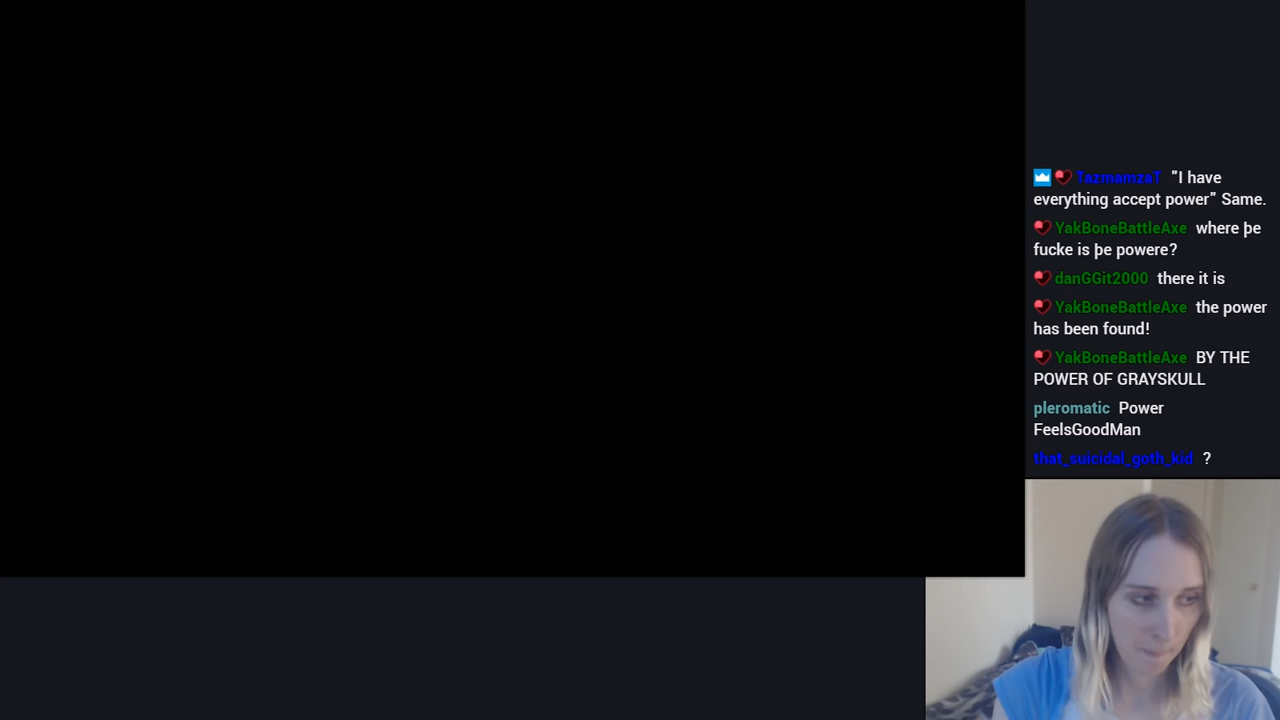 TazmamzaT "I have
everything accept power" Same.
YakBoneBattleAxe where þe
fucke is þe powere?
danGGit2000 there it is
YakBoneBattleAxe the power
has been found!
YakBoneBattleAxe BY THE
POWER OF GRAYSKULL
pleromatic Power
FeelsGoodMan
that_suicidal_goth_kid ?